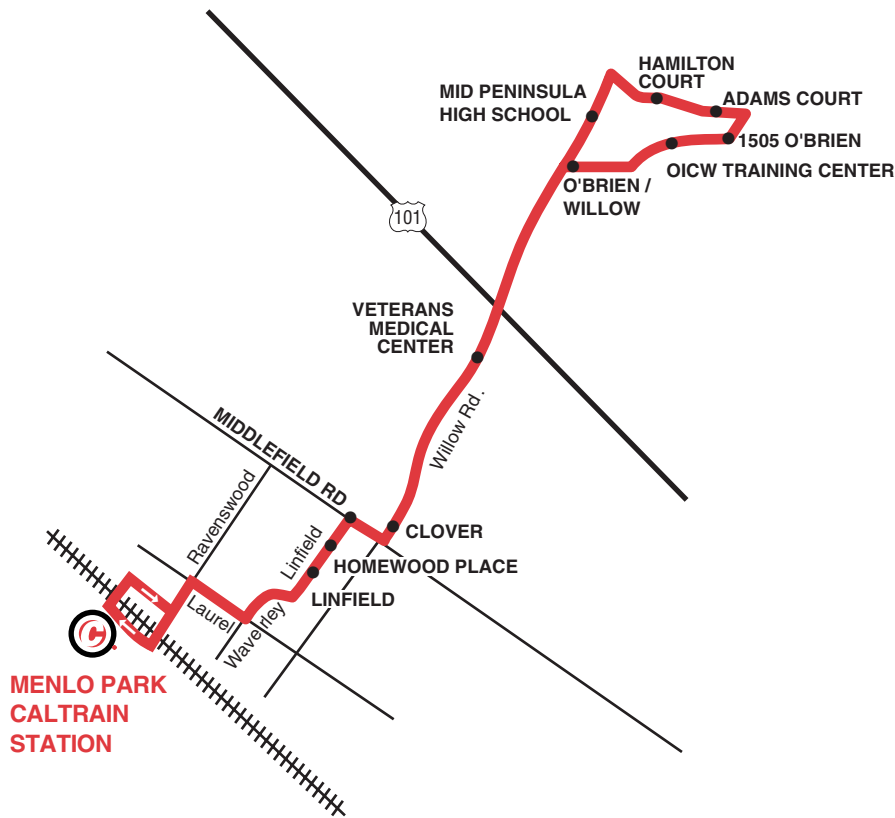 HAMILTON
COURT
MID PENINSULA
HIGH SCHOOL
ADAMS COURT
1505 O'BRIEN
OICW TRAINING CENTER
O'BRIEN /
WILLOW
101
VETERANS
MEDICAL
CENTER
Willow Rd.
MIDDLEFIELD RD
Ravenswood
Linfield
CLOVER
HOMEWOOD PLACE
LINFIELD
Laurel
Waverley
C
MENLO PARK
CALTRAIN
STATION